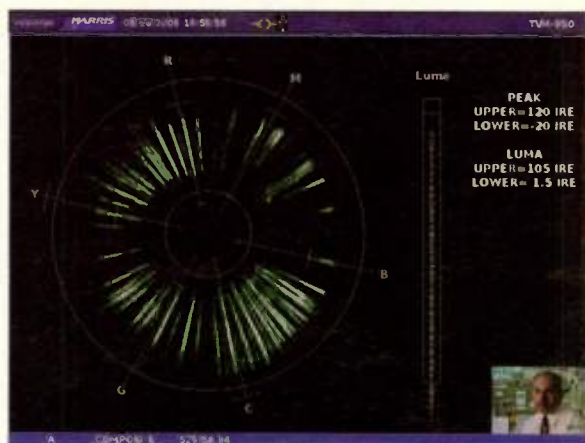 HARRIS
TVM-950
R
M
Luma
PEAK
UPPER=120 IRE
LOWER=-20 IRE
LUMA
UPPER=105 IRE
LOWER= 1.5 IRE
Y
B
G
C
A